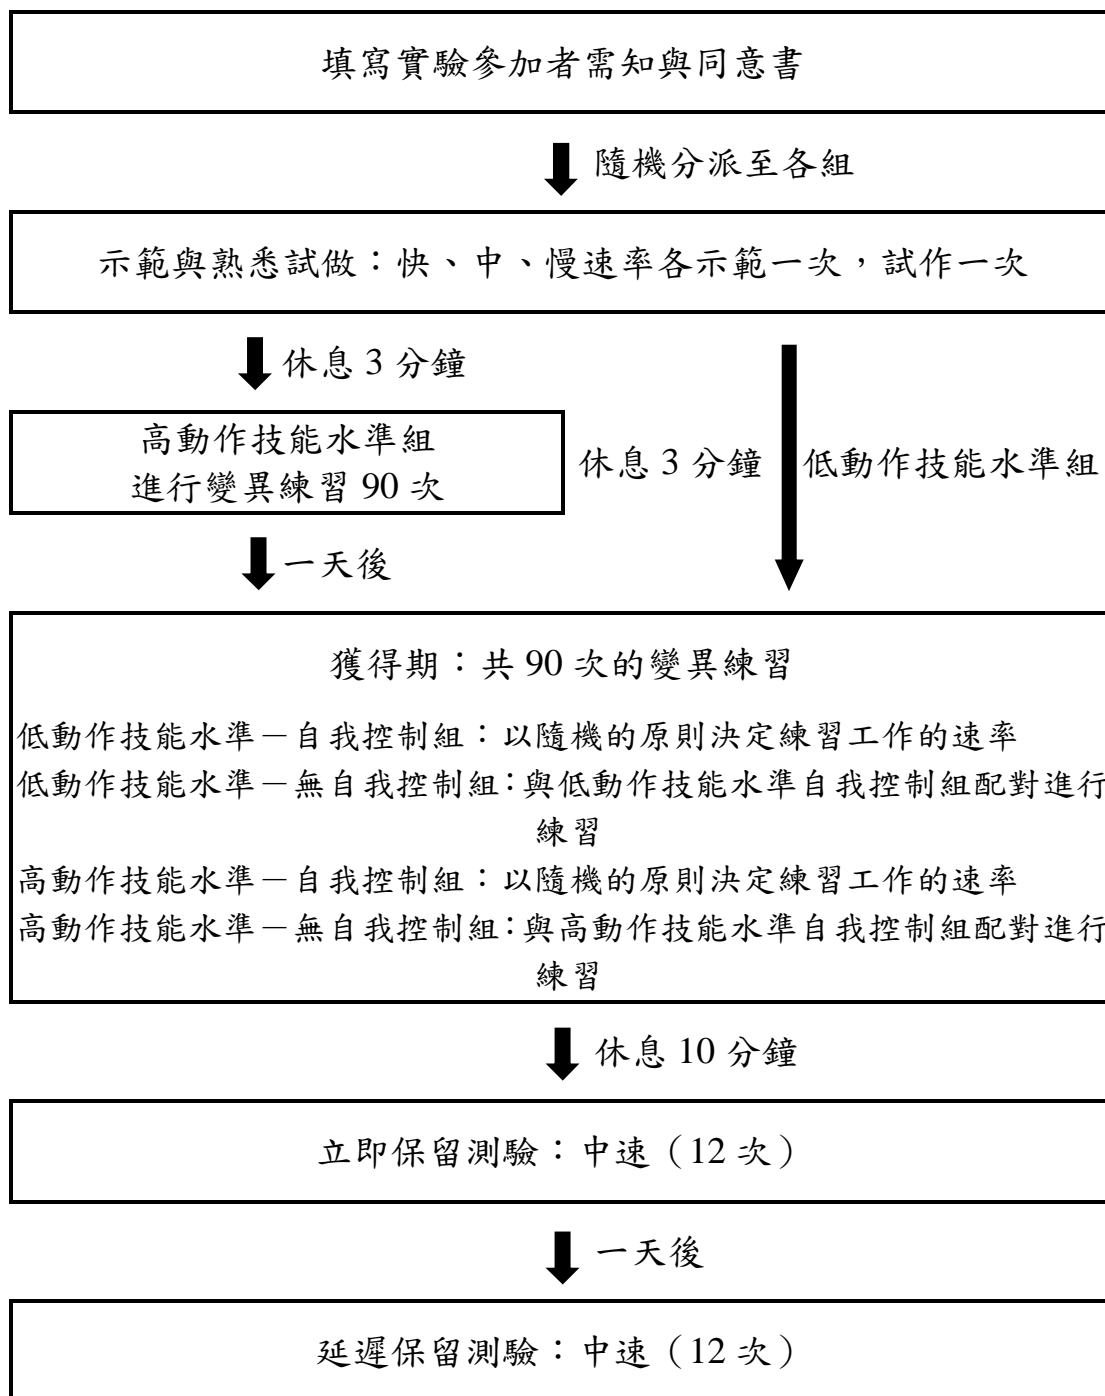 填寫實驗參加者需知與同意書
隨機分派至各組
示範與熟悉試做：快、中、慢速率各示範一次，試作一次
休息 3 分鐘
高動作技能水準組
進行變異練習 90 次
休息 3 分鐘
低動作技能水準組
一天後
獲得期：共 90 次的變異練習
低動作技能水準－自我控制組：以隨機的原則決定練習工作的速率
低動作技能水準－無自我控制組：與低動作技能水準自我控制組配對進行
練習
高動作技能水準－自我控制組：以隨機的原則決定練習工作的速率
高動作技能水準－無自我控制組：與高動作技能水準自我控制組配對進行
練習
休息 10 分鐘
立即保留測驗：中速（12 次）
一天後
延遲保留測驗：中速（12 次）